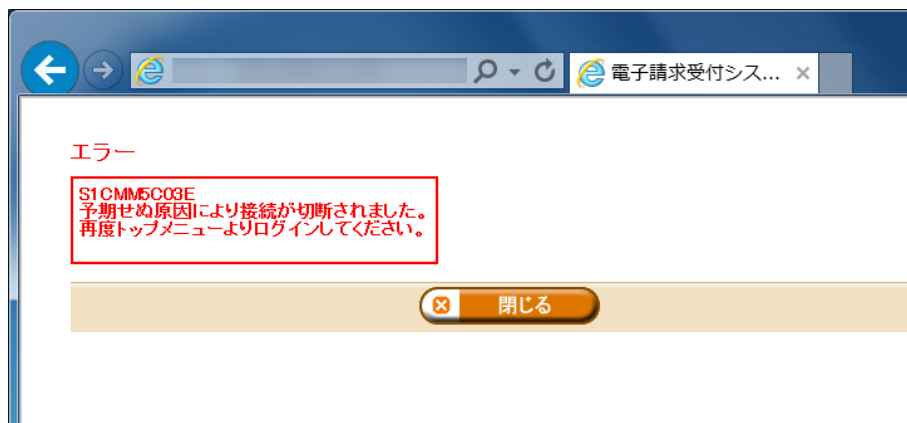 電子請求受付シス...
エラー
S1CMM5C03E
予期せぬ原因により接続が切断されました。
再度トップメニューよりログインしてください。
閉じる